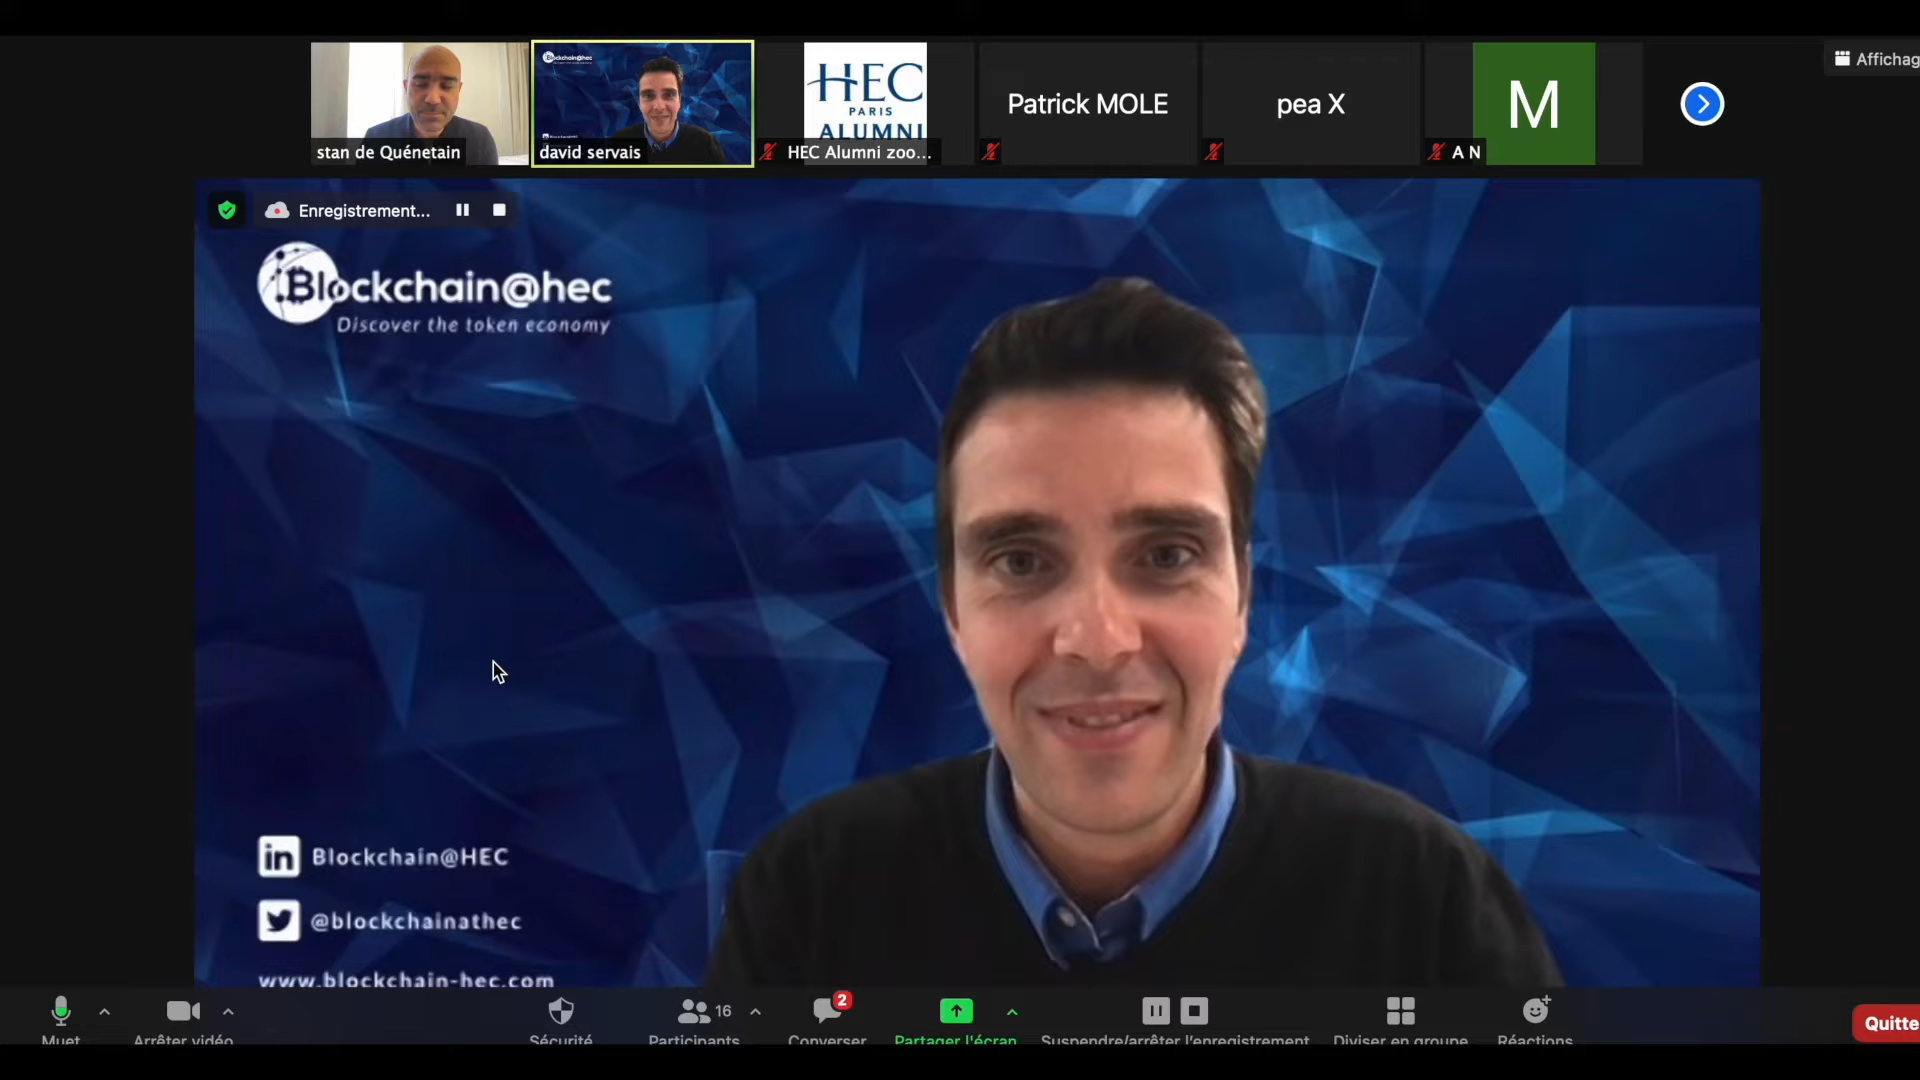 Affichag
HEC
PARIS
ALUMNI
Patrick MOLE
pea X
M
stan de Quénetain
david servais
HEC Alumni zoo...
A N
Enregistrement...
Blockchain@hec
Discover the token economy
in Blockchain@HEC
@blockchainathec
www.blockchain-hec.com
16
2
Muet
Arrêter vidéo
Sécurité
Participants
Converser
Partager l'écran
Suspendre/arrêter l'enregistrement
Diviser en groupe
Réactions
Quitte